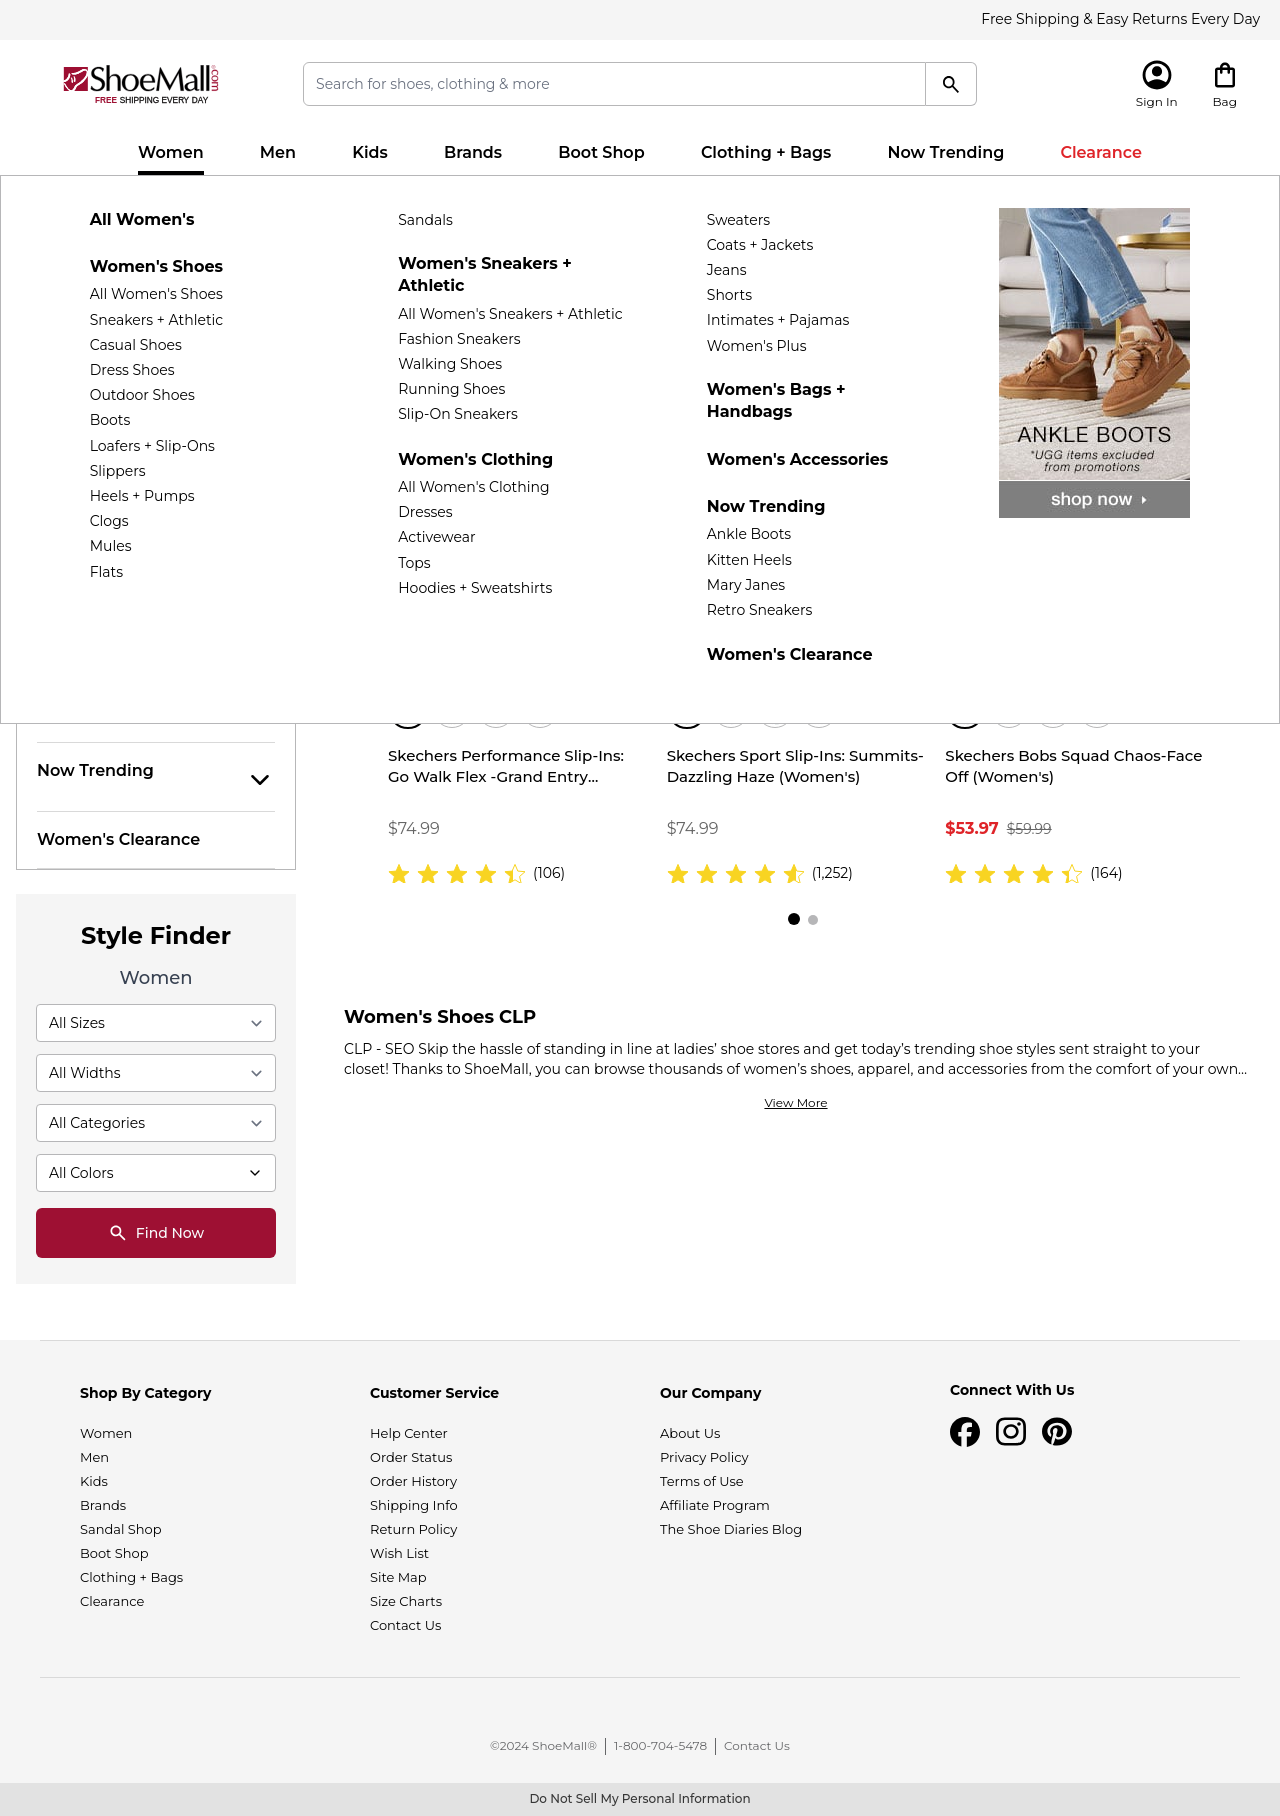 Free Shipping & Easy Returns Every Day
ShoeMall.com
FREE SHIPPING EVERY DAY
Search for shoes, clothing & more
Sign In
Bag
Women
Men
Kids
Brands
Boot Shop
Clothing + Bags
Now Trending
Clearance
All Women's
Women's Shoes
All Women's Shoes
Sneakers + Athletic
Casual Shoes
Dress Shoes
Outdoor Shoes
Boots
Loafers + Slip-Ons
Slippers
Heels + Pumps
Clogs
Mules
Flats
Sandals
Women's Sneakers +
Athletic
All Women's Sneakers + Athletic
Fashion Sneakers
Walking Shoes
Running Shoes
Slip-On Sneakers
Women's Clothing
All Women's Clothing
Dresses
Activewear
Tops
Hoodies + Sweatshirts
Sweaters
Coats + Jackets
Jeans
Shorts
Intimates + Pajamas
Women's Plus
Women's Bags +
Handbags
Women's Accessories
Now Trending
Ankle Boots
Kitten Heels
Mary Janes
Retro Sneakers
Women's Clearance
ANKLE BOOTS
*UGG items excluded
from promotions
shop now
Now Trending
Women's Clearance
Skechers Performance Slip-Ins:
Go Walk Flex -Grand Entry...
$74.99
(106)
Skechers Sport Slip-Ins: Summits-
Dazzling Haze (Women's)
$74.99
(1,252)
Skechers Bobs Squad Chaos-Face
Off (Women's)
$53.97 $59.99
(164)
Style Finder
Women
All Sizes
All Widths
All Categories
All Colors
Find Now
Women's Shoes CLP
CLP - SEO Skip the hassle of standing in line at ladies’ shoe stores and get today’s trending shoe styles sent straight to your
closet! Thanks to ShoeMall, you can browse thousands of women’s shoes, apparel, and accessories from the comfort of your own...
View More
Shop By Category
Women
Men
Kids
Brands
Sandal Shop
Boot Shop
Clothing + Bags
Clearance
Customer Service
Help Center
Order Status
Order History
Shipping Info
Return Policy
Wish List
Site Map
Size Charts
Contact Us
Our Company
About Us
Privacy Policy
Terms of Use
Affiliate Program
The Shoe Diaries Blog
Connect With Us
©2024 ShoeMall®
1-800-704-5478
Contact Us
Do Not Sell My Personal Information